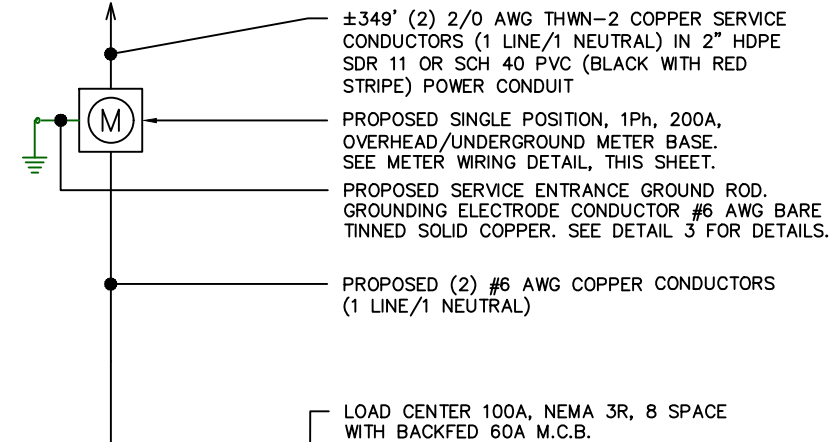 ±349' (2) 2/0 AWG THWN-2 COPPER SERVICE
CONDUCTORS (1 LINE/1 NEUTRAL) IN 2" HDPE
SDR 11 OR SCH 40 PVC (BLACK WITH RED
STRIPE) POWER CONDUIT
M
PROPOSED SINGLE POSITION, 1Ph, 200A,
OVERHEAD/UNDERGROUND METER BASE.
SEE METER WIRING DETAIL, THIS SHEET.
PROPOSED SERVICE ENTRANCE GROUND ROD.
GROUNDING ELECTRODE CONDUCTOR #6 AWG BARE
TINNED SOLID COPPER. SEE DETAIL 3 FOR DETAILS.
PROPOSED (2) #6 AWG COPPER CONDUCTORS
(1 LINE/1 NEUTRAL)
LOAD CENTER 100A, NEMA 3R, 8 SPACE
WITH BACKFED 60A M.C.B.